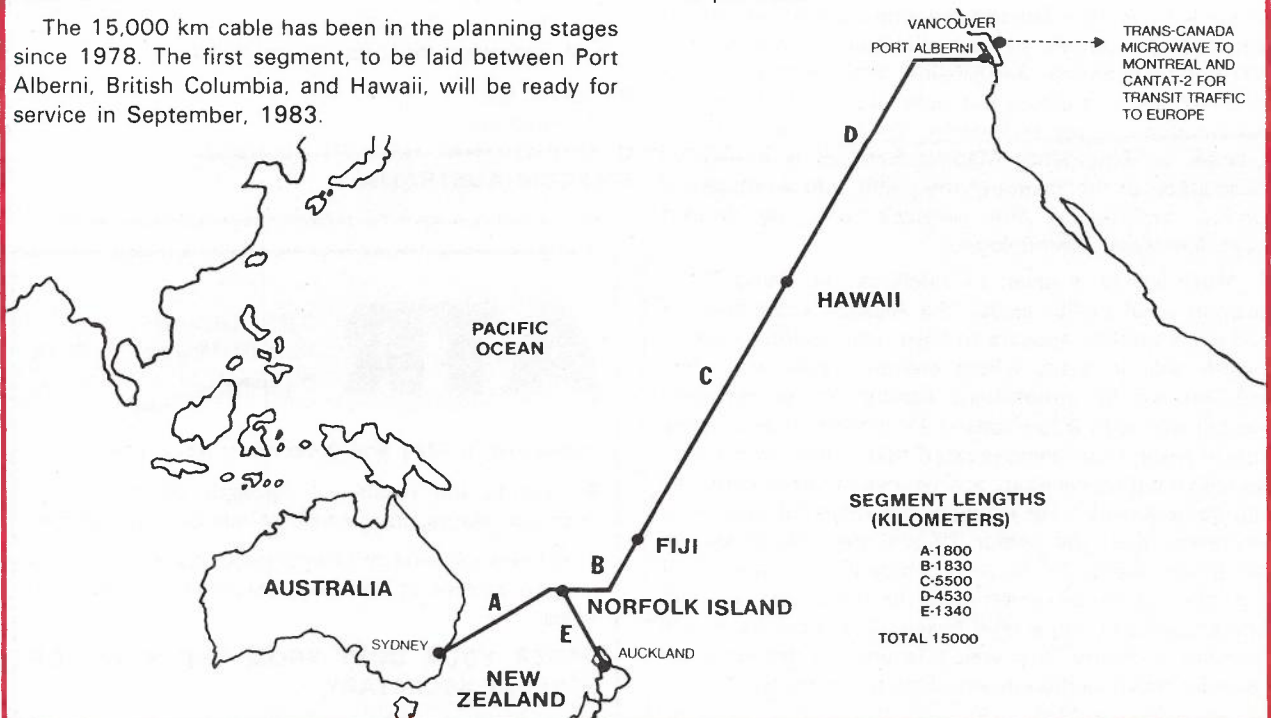 The 15,000 km cable has been in the planning stages
since 1978. The first segment, to be laid between Port
Alberni, British Columbia, and Hawaii, will be ready for
service in September, 1983.
VANCOUVER
PORT ALBERNI
TRANS-CANADA
MICROWAVE TO
MONTREAL AND
CANTAT-2 FOR
TRANSIT TRAFFIC
TO EUROPE
D
HAWAII
PACIFIC
OCEAN
C
SEGMENT LENGTHS
(KILOMETERS)
A-1800
B-1830
C-5500
D-4530
E-1340
TOTAL 15000
FIJI
B
AUSTRALIA
A
NORFOLK ISLAND
E
SYDNEY
AUCKLAND
NEW
ZEALAND